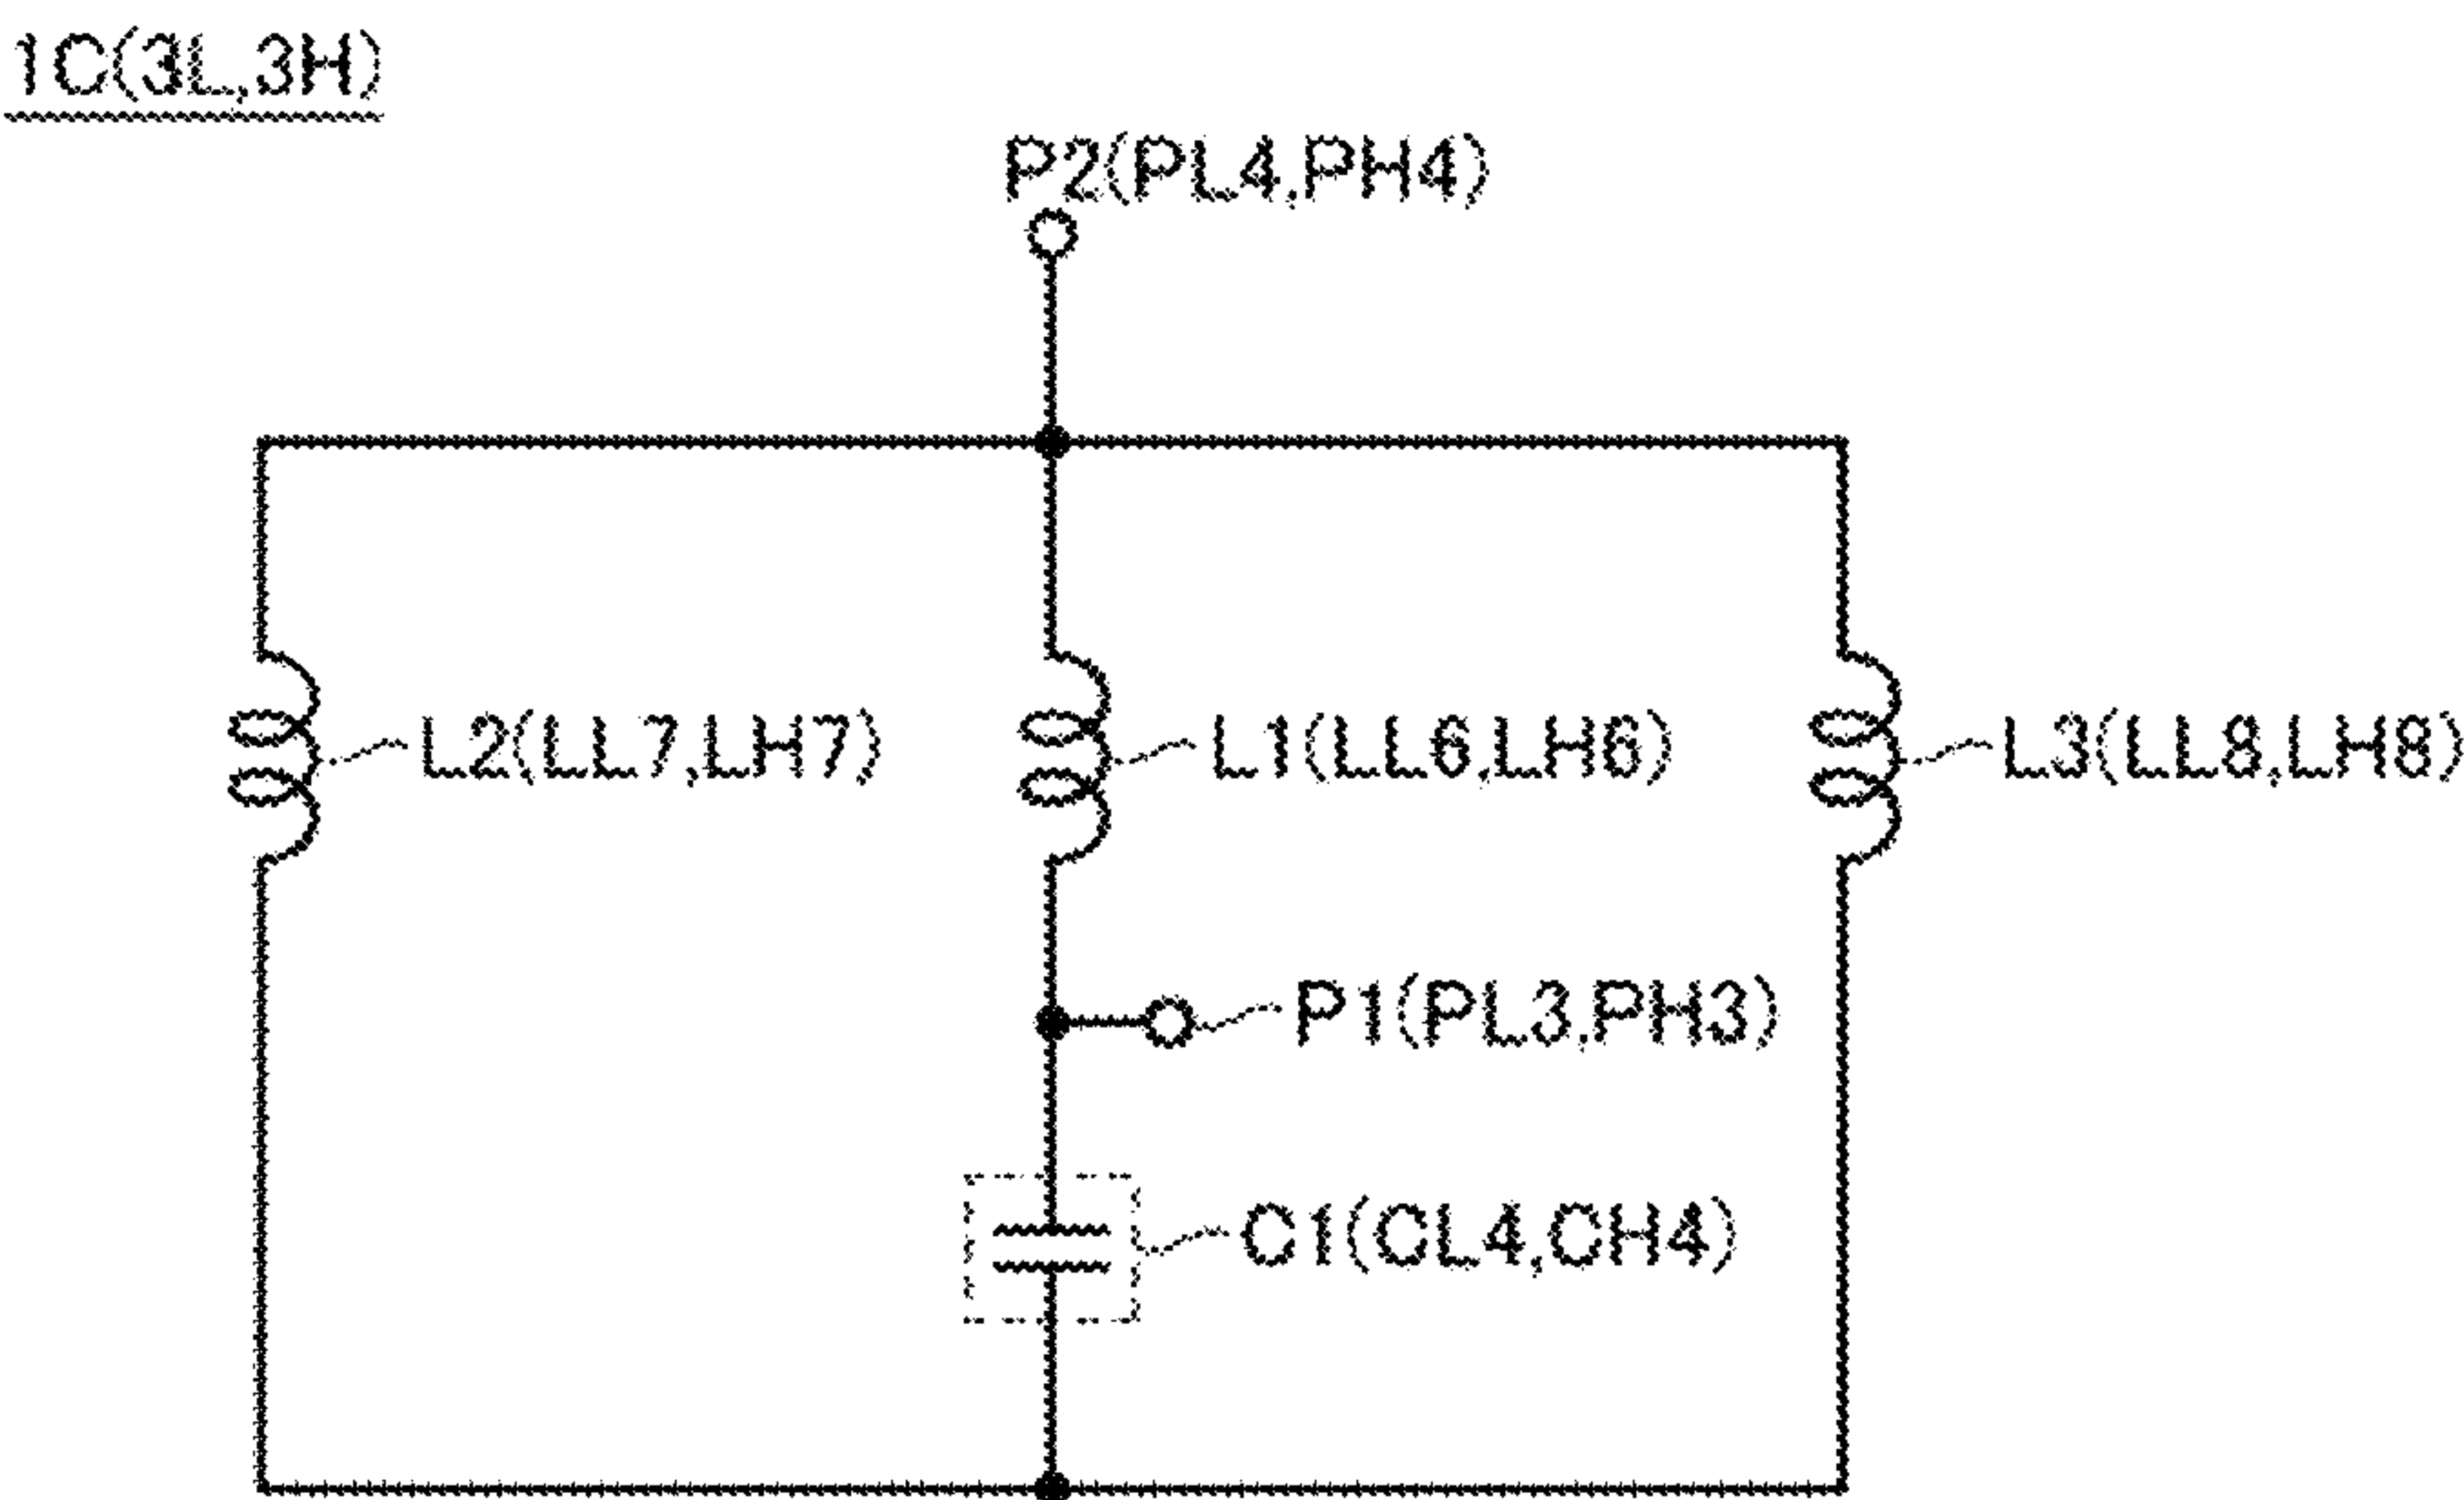 1C(3L,3H)
P2(PL4,PH4)
L2(LL7,LH7)
L1(LL6,LH6)
L3(LL8,LH8)
P1(PL3,PH3)
C1(CL4,CH4)